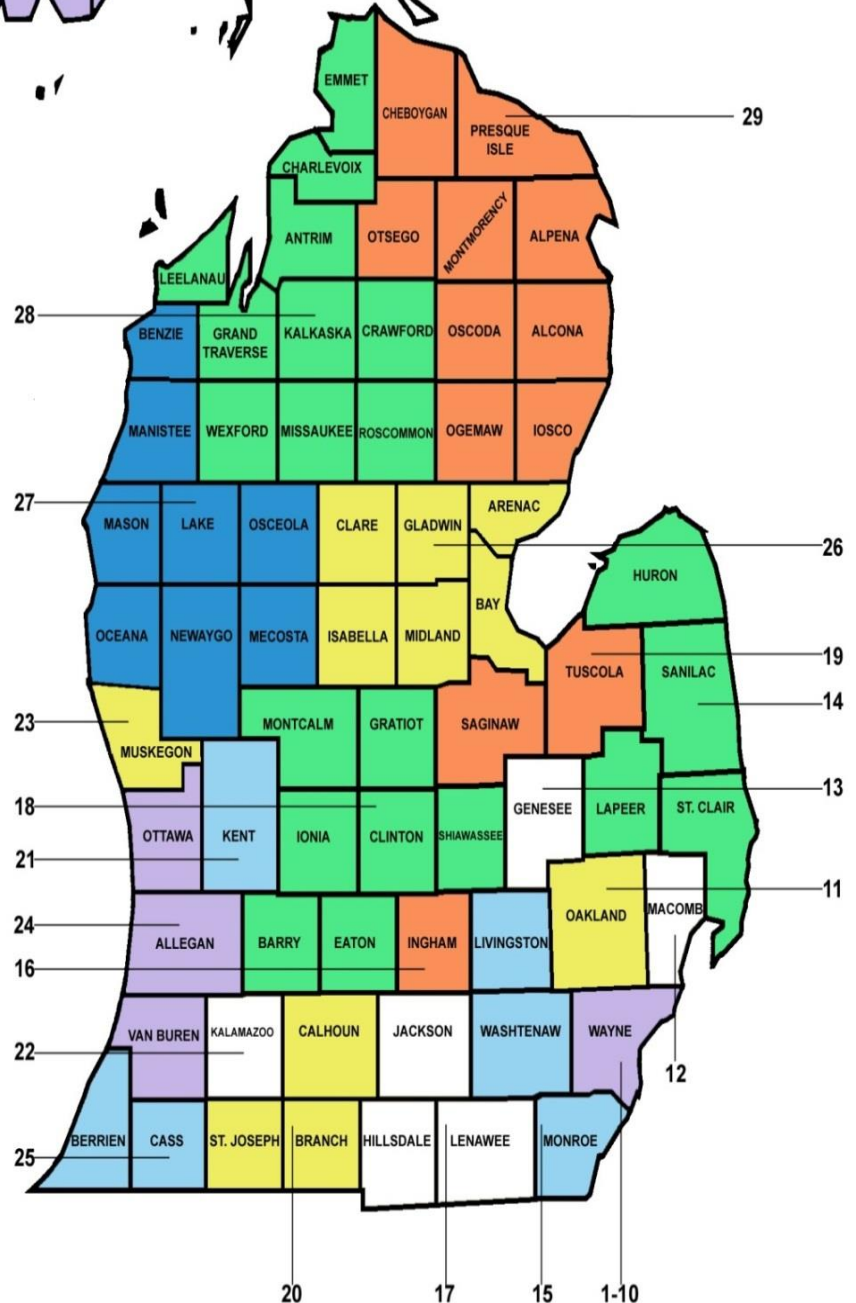 EMMET
CHEBOYGAN
PRESQUE
ISLE
29
CHARLEVOIX
ANTRIM
OTSEGO
MONTMORENCY
ALPENA
LEELANAU
28
BENZIE
GRAND
TRAVERSE
KALKASKA
CRAWFORD
OSCODA
ALCONA
MANISTEE
WEXFORD
MISSAUKEE
ROSCOMMON
OGEMAW
IOSCO
27
MASON
LAKE
OSCEOLA
CLARE
GLADWIN
ARENAC
26
HURON
OCEANA
NEWAYGO
MECOSTA
ISABELLA
MIDLAND
BAY
19
TUSCOLA
SANILAC
14
23
MUSKEGON
MONTCALM
GRATIOT
SAGINAW
13
18
OTTAWA
KENT
IONIA
CLINTON
SHIAWASSEE
GENESEE
LAPEER
ST. CLAIR
21
11
24
ALLEGAN
BARRY
EATON
INGHAM
LIVINGSTON
OAKLAND
MACOMB
16
VAN BUREN
KALAMAZOO
CALHOUN
JACKSON
WASHTENAW
WAYNE
22
12
BERRIEN
CASS
ST. JOSEPH
BRANCH
HILLSDALE
LENAWEE
MONROE
25
20
17
15
1-10